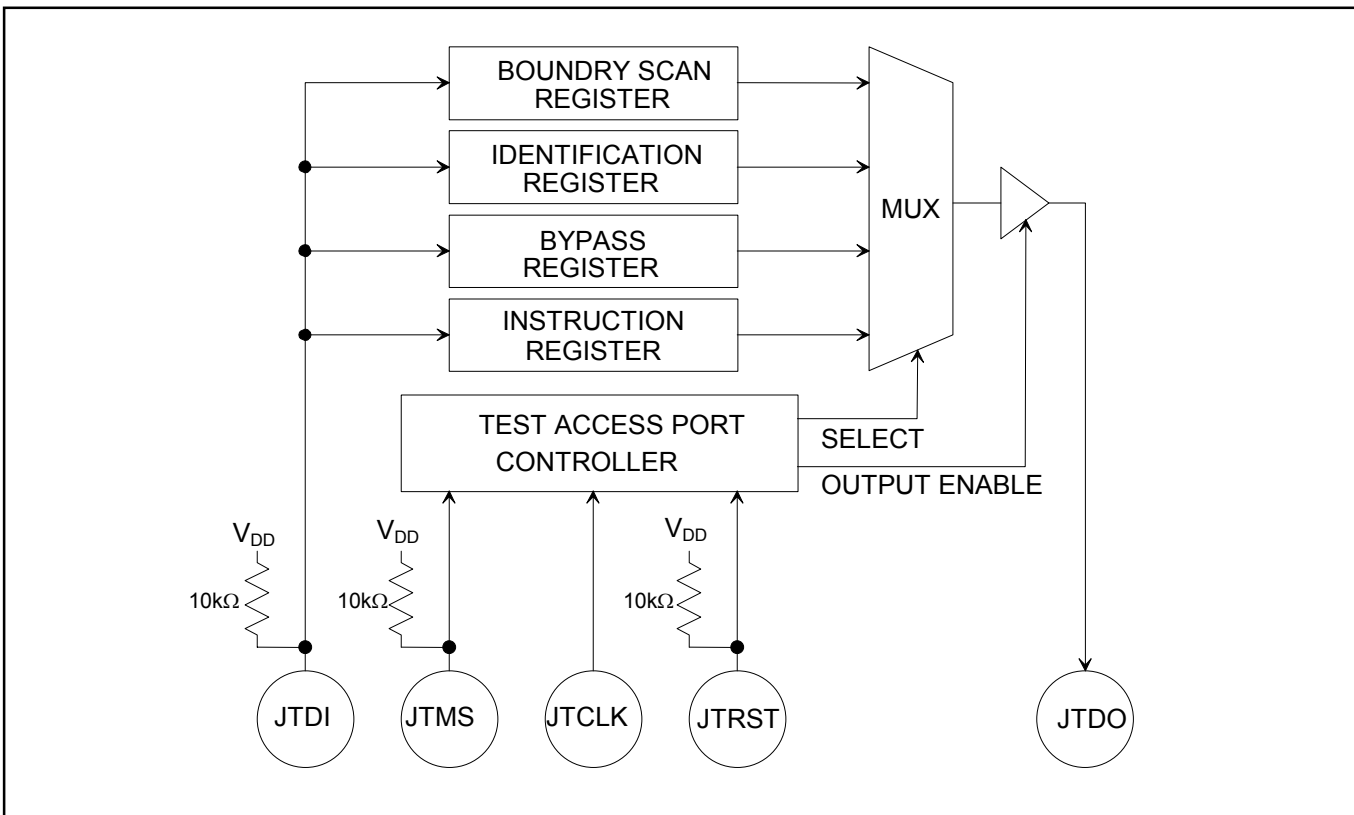 BOUNDRY SCAN
REGISTER
IDENTIFICATION
REGISTER
BYPASS
REGISTER
INSTRUCTION
REGISTER
MUX
TEST ACCESS PORT
CONTROLLER
SELECT
OUTPUT ENABLE
VDD
10kΩ
VDD
10kΩ
VDD
10kΩ
JTDI
JTMS
JTCLK
JTRST
JTDO